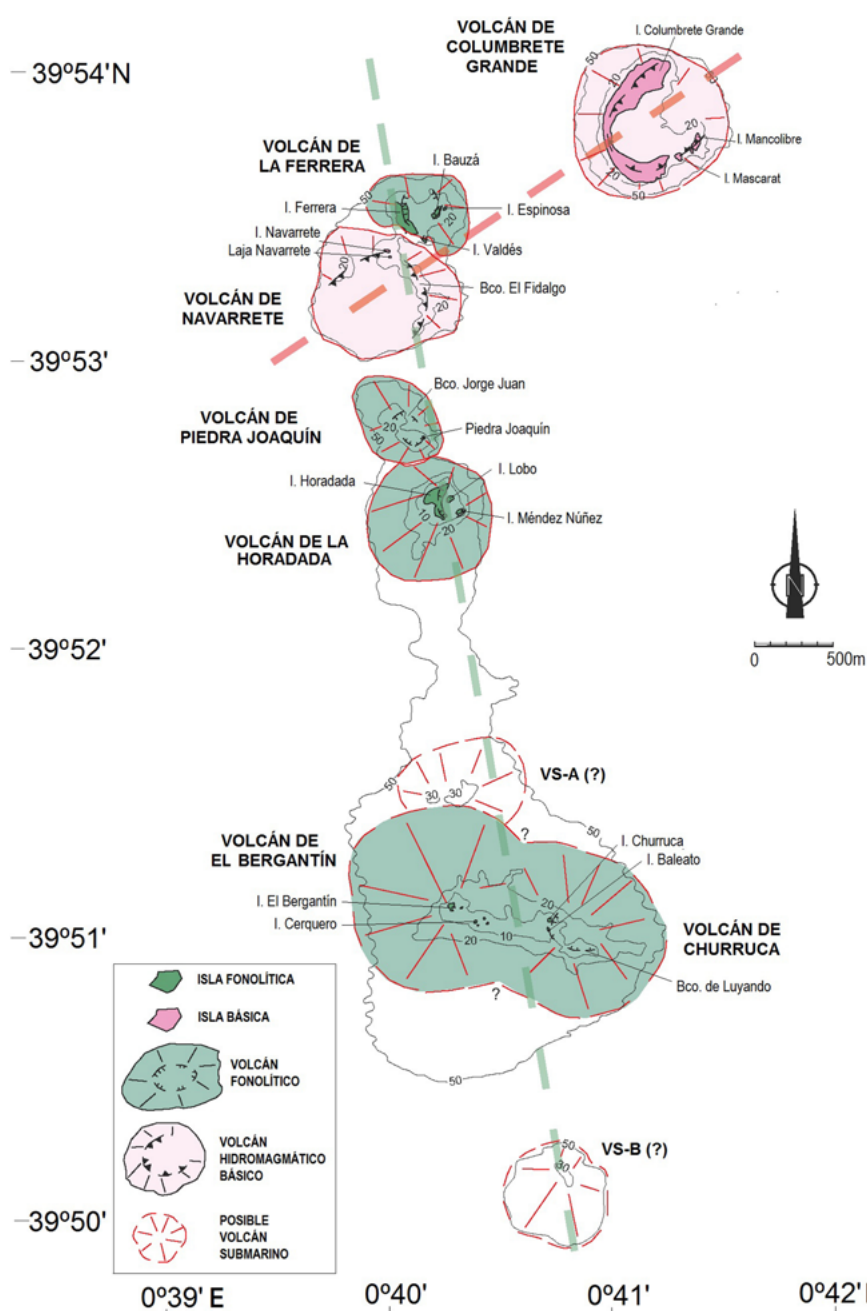 VOLCÁN DE
COLUMBRETE
GRANDE
I. Columbrete Grande
39º54'N
50
20
20
I. Mancolibre
I. Mascarat
20
50
VOLCÁN DE
LA FERRERA
I. Bauzá
50
I. Ferrera
I. Espinosa
20
I. Navarrete
I. Valdés
Laja Navarrete
20
Bco. El Fidalgo
VOLCÁN DE
NAVARRETE
20
39º53'
Bco. Jorge Juan
VOLCÁN DE
PIEDRA JOAQUÍN
20
50
Piedra Joaquín
I. Horadada
I. Lobo
10
20
I. Méndez Núñez
VOLCÁN DE LA
HORADADA
N
39º52'
0 500m
VS-A (?)
50
30
30
50
VOLCÁN DE
EL BERGANTÍN
?
I. Churruca
I. Baleato
I. El Bergantín
20
I. Cerquero
39º51'
20
10
20
VOLCÁN DE
CHURRUCA
Bco. de Luyando
?
50
ISLA FONOLÍTICA
ISLA BÁSICA
VOLCÁN
FONOLÍTICO
VOLCÁN
HIDROMAGMÁTICO
BÁSICO
POSIBLE
VOLCÁN
SUBMARINO
VS-B (?)
50
30
39º50'
0º39' E
0º40'
0º41'
0º42'